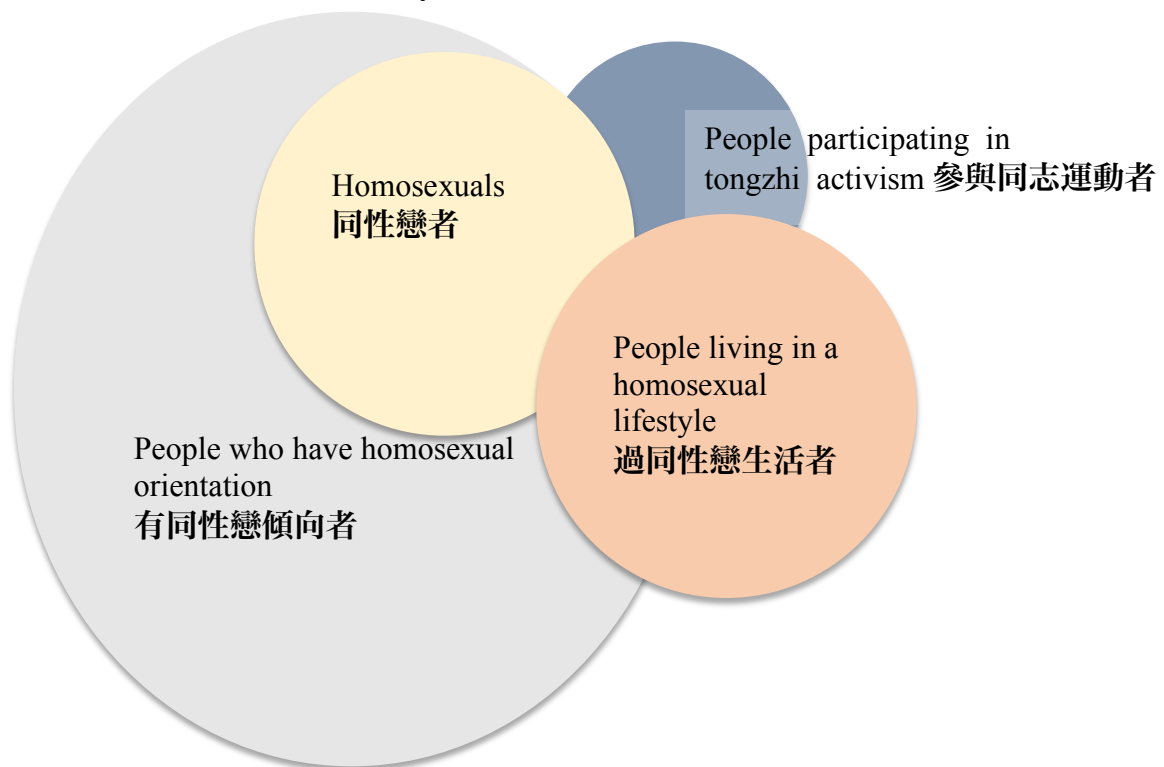 Homosexuals
同性戀者
People participating in
tongzhi activism 參與同志運動者
People living in a
homosexual
lifestyle
過同性戀生活者
People who have homosexual
orientation
有同性戀傾向者